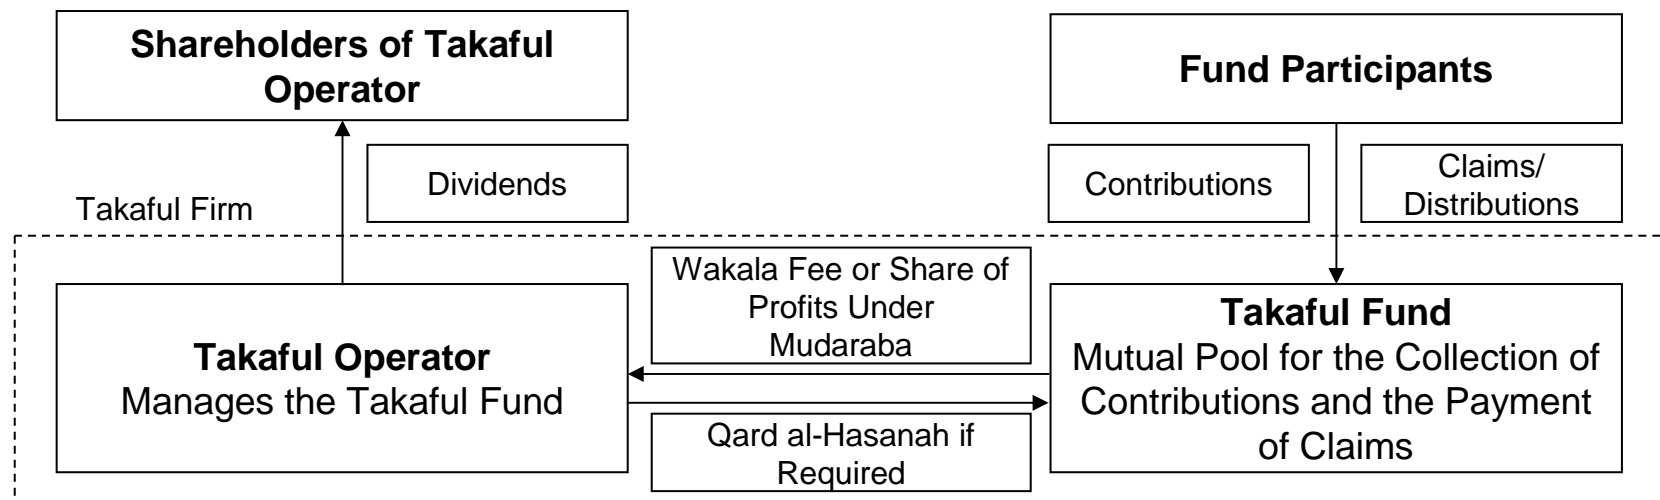 Shareholders of Takaful
Operator
Fund Participants
Dividends
Contributions
Claims/
Distributions
Takaful Firm
Wakala Fee or Share of
Profits Under
Mudaraba
Takaful Operator
Manages the Takaful Fund
Takaful Fund
Mutual Pool for the Collection of
Contributions and the Payment
of Claims
Qard al-Hasanah if
Required